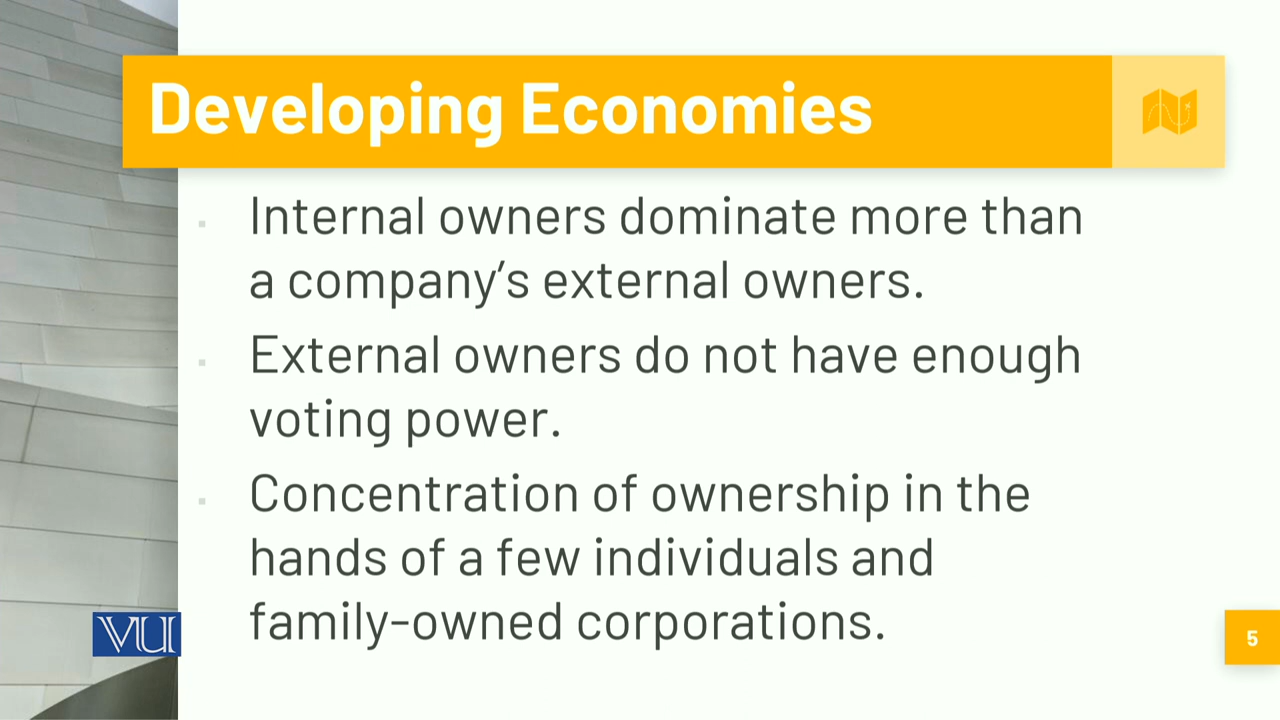 Developing Economies
Internal owners dominate more than
a company’s external owners.
External owners do not have enough
voting power.
Concentration of ownership in the
hands of a few individuals and
family-owned corporations.
VU
5